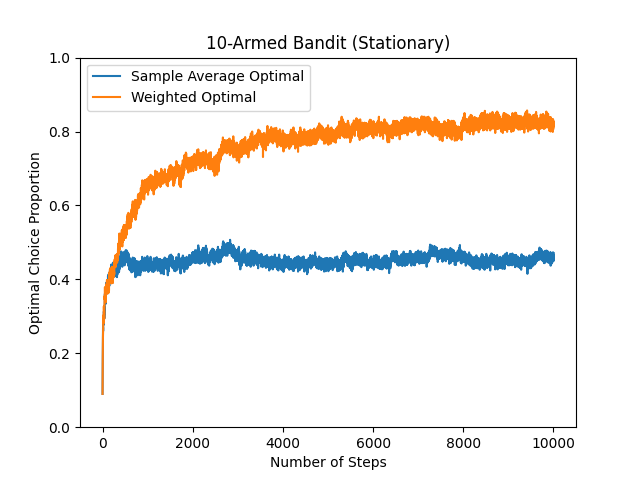 10-Armed Bandit (Stationary)
Sample Average Optimal
Weighted Optimal
Optimal Choice Proportion
1.0
0.8
0.6
0.4
0.2
0.0
0 2000 4000 6000 8000 10000
Number of Steps